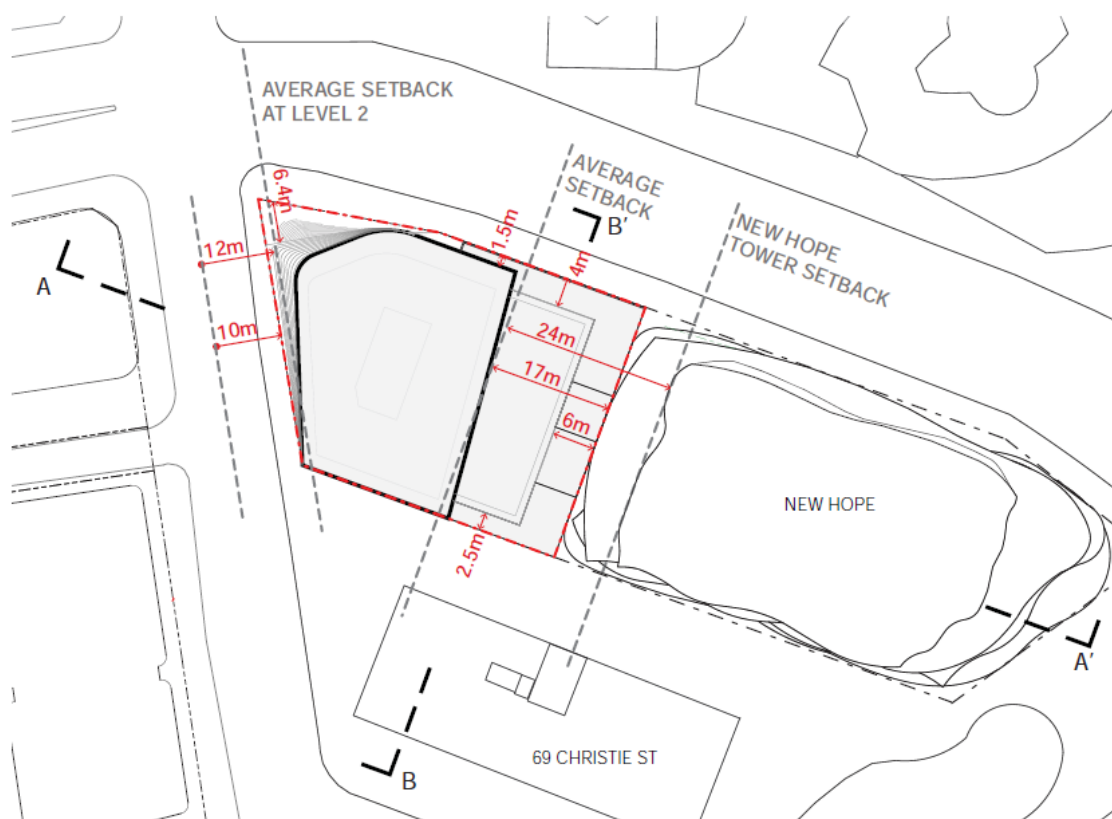 AVERAGE SETBACK
AT LEVEL 2
AVERAGE
SETBACK
6.4m
B'
NEW HOPE
TOWER SETBACK
1.5m
12m
4m
A
10m
24m
17m
6m
NEW HOPE
2.5m
A'
69 CHRISTIE ST
B